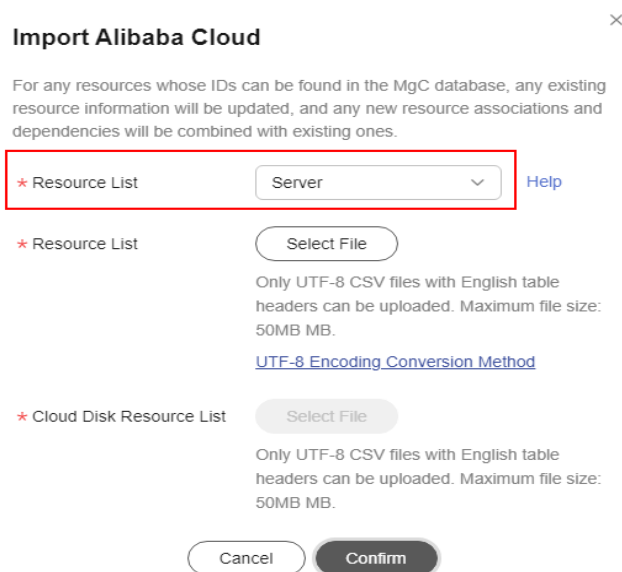 Import Alibaba Cloud
For any resources whose IDs can be found in the MgC database, any existing
resource information will be updated, and any new resource associations and
dependencies will be combined with existing ones.
* Resource List Server Help
* Resource List Select File
Only UTF-8 CSV files with English table
headers can be uploaded. Maximum file size:
50MB MB.
UTF-8 Encoding Conversion Method
* Cloud Disk Resource List Select File
Only UTF-8 CSV files with English table
headers can be uploaded. Maximum file size:
50MB MB.
Cancel Confirm